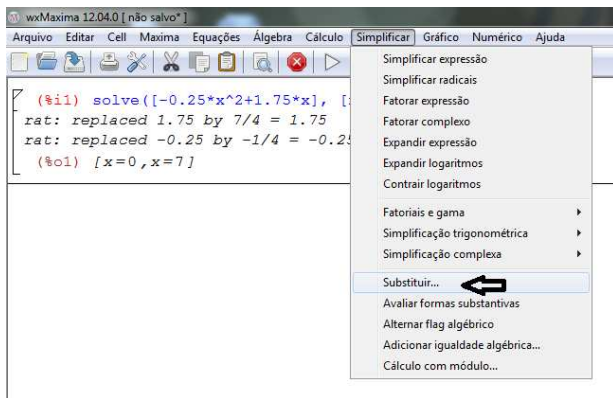 wxMaxima 12.04.0 [ não salvo* ]
Arquivo Editar Cell Maxima Equações Álgebra Cálculo Simplificar Gráfico Numérico Ajuda
(%i1) solve([-0.25*x^2+1.75*x], [
rat: replaced 1.75 by 7/4 = 1.75
rat: replaced -0.25 by -1/4 = -0.25
(%o1) [x=0,x=7]
Simplificar expressão
Simplificar radicais
Fatorar expressão
Fatorar complexo
Expandir expressão
Expandir logaritmos
Contrair logaritmos
Fatoriais e gama
Simplificação trigonométrica
Simplificação complexa
Substituir...
Avaliar formas substantivas
Alternar flag algébrico
Adicionar igualdade algébrica...
Cálculo com módulo...